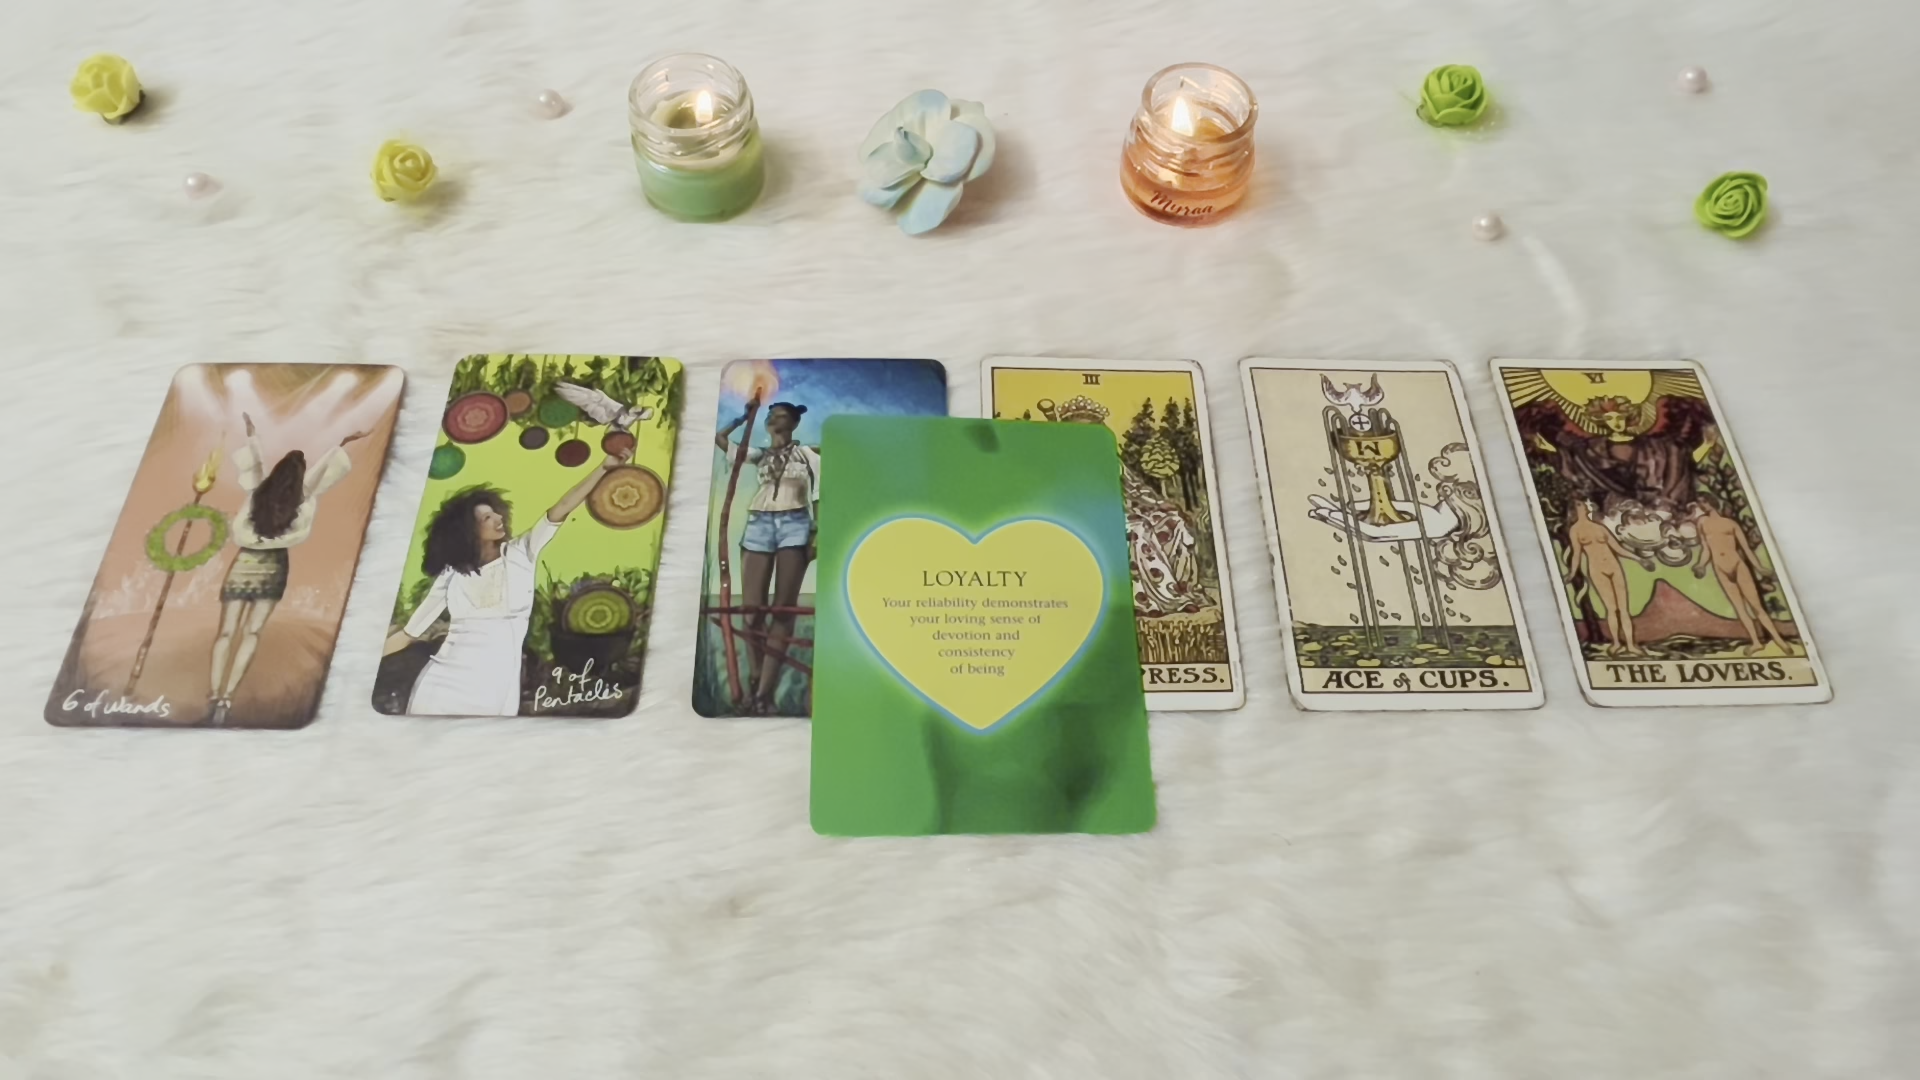 Myraa
III
VI
6 of wands
9 of
Pentacles
LOYALTY
Your reliability demonstrates
your loving sense of
devotion and
consistency
of being
PRESS.
ACE of CUPS.
THE LOVERS.